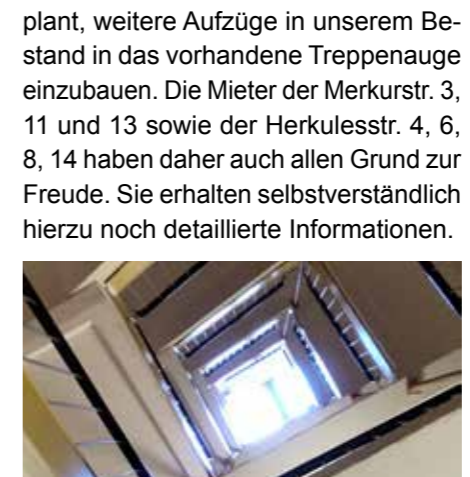 plant, weitere Aufzüge in unserem Be-
stand in das vorhandene Treppenauge
einzubauen. Die Mieter der Merkurstr. 3,
11 und 13 sowie der Herkulesstr. 4, 6,
8, 14 haben daher auch allen Grund zur
Freude. Sie erhalten selbstverständlich
hierzu noch detaillierte Informationen.